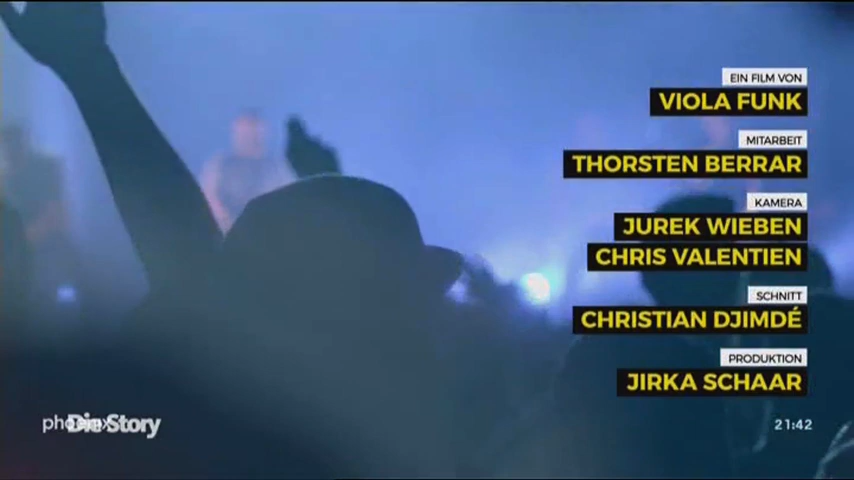 EIN FILM VON
VIOLA FUNK
MITARBEIT
THORSTEN BERRAR
KAMERA
JUREK WIEBEN
CHRIS VALENTIEN
SCHNITT
CHRISTIAN DJIMDÉ
PRODUKTION
JIRKA SCHAAR
phoenix Die Story
21:42